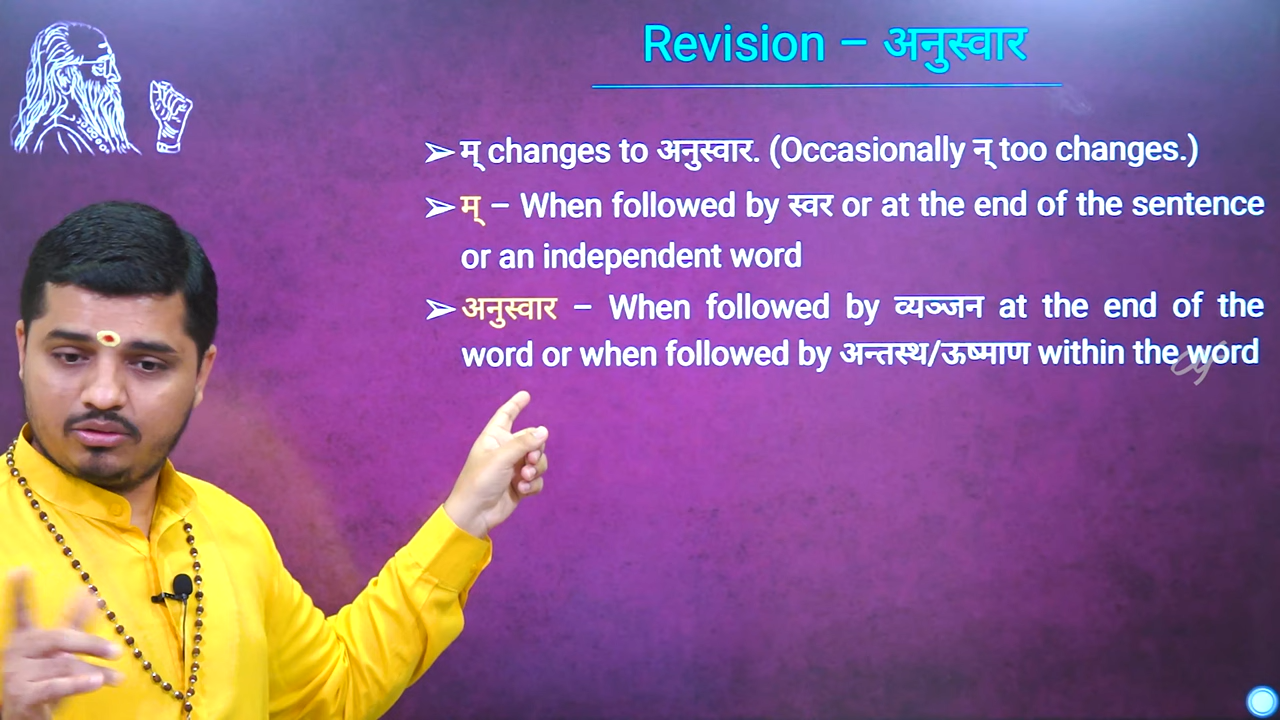 Revision – अनुस्वार
➢ म् changes to अनुस्वार. (Occasionally न् too changes.)
➢ म् – When followed by स्वर or at the end of the sentence
or an independent word
➢ अनुस्वार – When followed by व्यञ्जन at the end of the
word or when followed by अन्तस्थ/ऊष्माण within the word